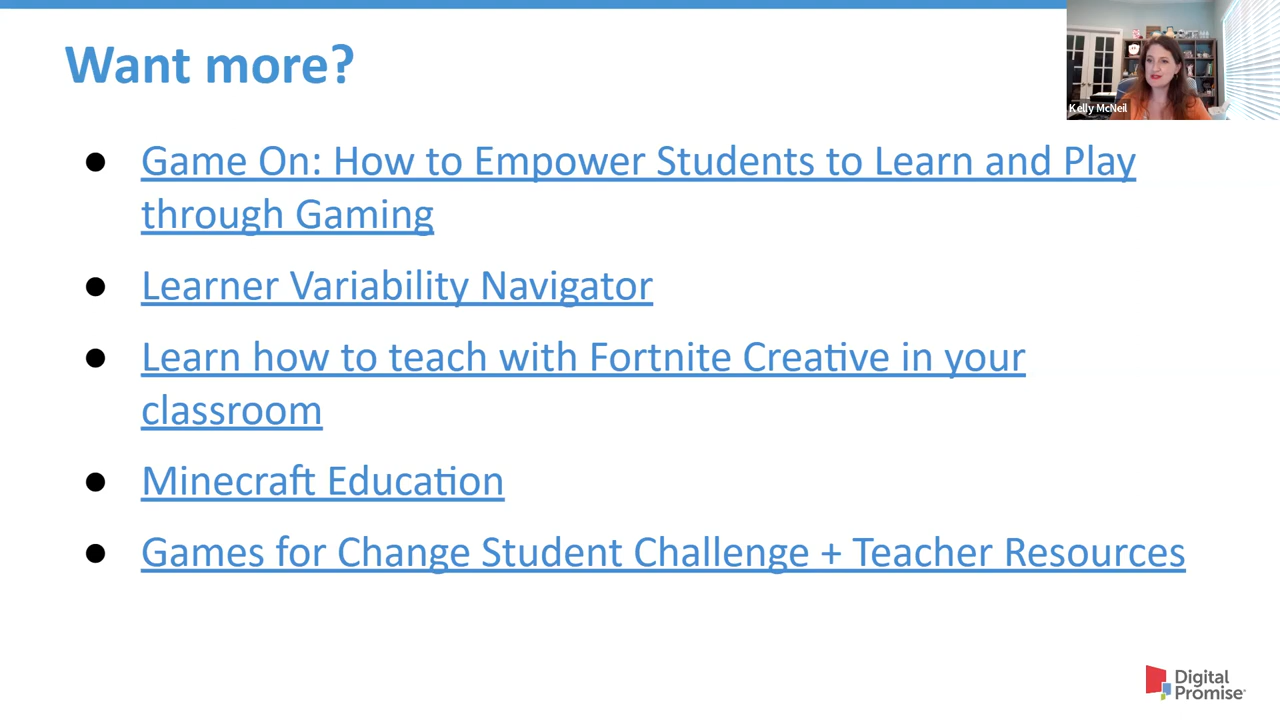 Want more?
Kelly McNeil
● Game On: How to Empower Students to Learn and Play
through Gaming
● Learner Variability Navigator
● Learn how to teach with Fortnite Creative in your
classroom
● Minecraft Education
● Games for Change Student Challenge + Teacher Resources
Digital
Promise